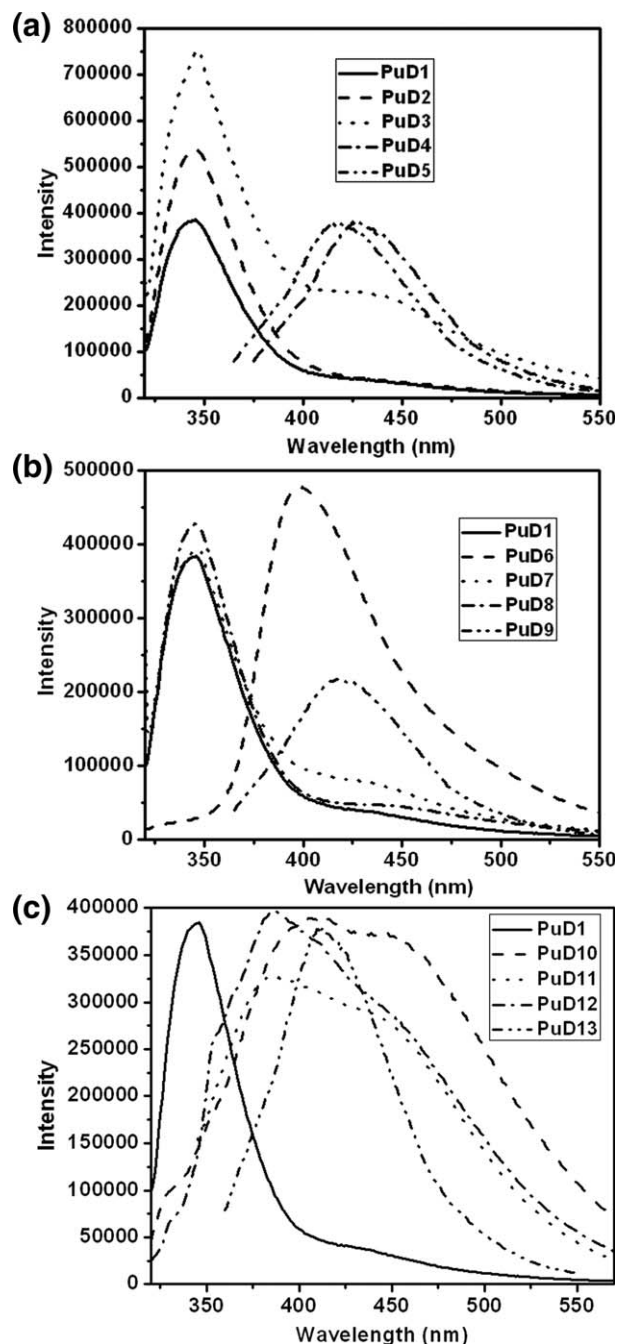 (a)
800000
700000
600000
500000
400000
300000
200000
100000
0
Intensity
PuD1
PuD2
PuD3
PuD4
PuD5
350 400 450 500 550
Wavelength (nm)
(b)
500000
400000
300000
200000
100000
0
Intensity
PuD1
PuD6
PuD7
PuD8
PuD9
350 400 450 500 550
Wavelength (nm)
(c)
400000
350000
300000
250000
200000
150000
100000
50000
0
Intensity
PuD1
PuD10
PuD11
PuD12
PuD13
350 400 450 500 550
Wavelength (nm)